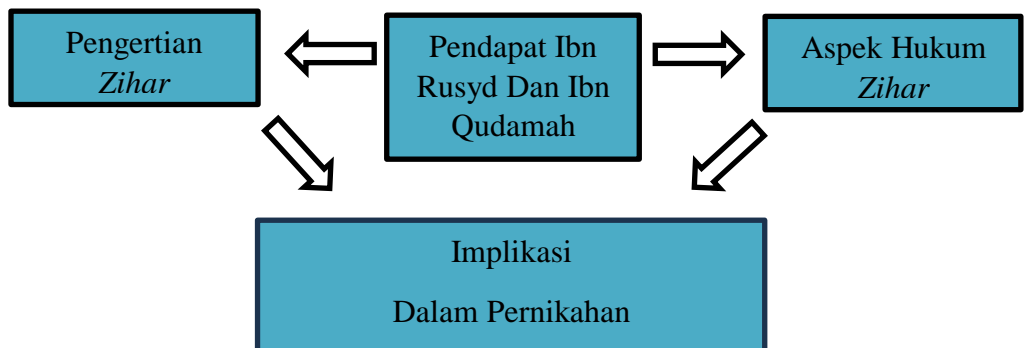 Pengertian
Zihar
Pendapat Ibn
Rusyd Dan Ibn
Qudamah
Aspek Hukum
Zihar
Implikasi
Dalam Pernikahan